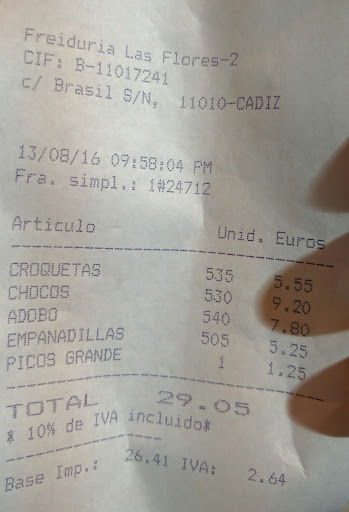 Freiduria Las Flores-2
CIF: B-11017241
c/ Brasil S/N, 11010-CADIZ
13/08/16 09:58:04 PM
Fra. simpl.: 1#24712
Articulo Unid. Euros
CROQUETAS 535 5.55
CHOCOS 530 9.20
ADOBO 540 7.80
EMPANADILLAS 505 5.25
PICOS GRANDE 1 1.25
TOTAL 29.05
* 10% de IVA incluido*
Base Imp.: 26.41 IVA: 2.64